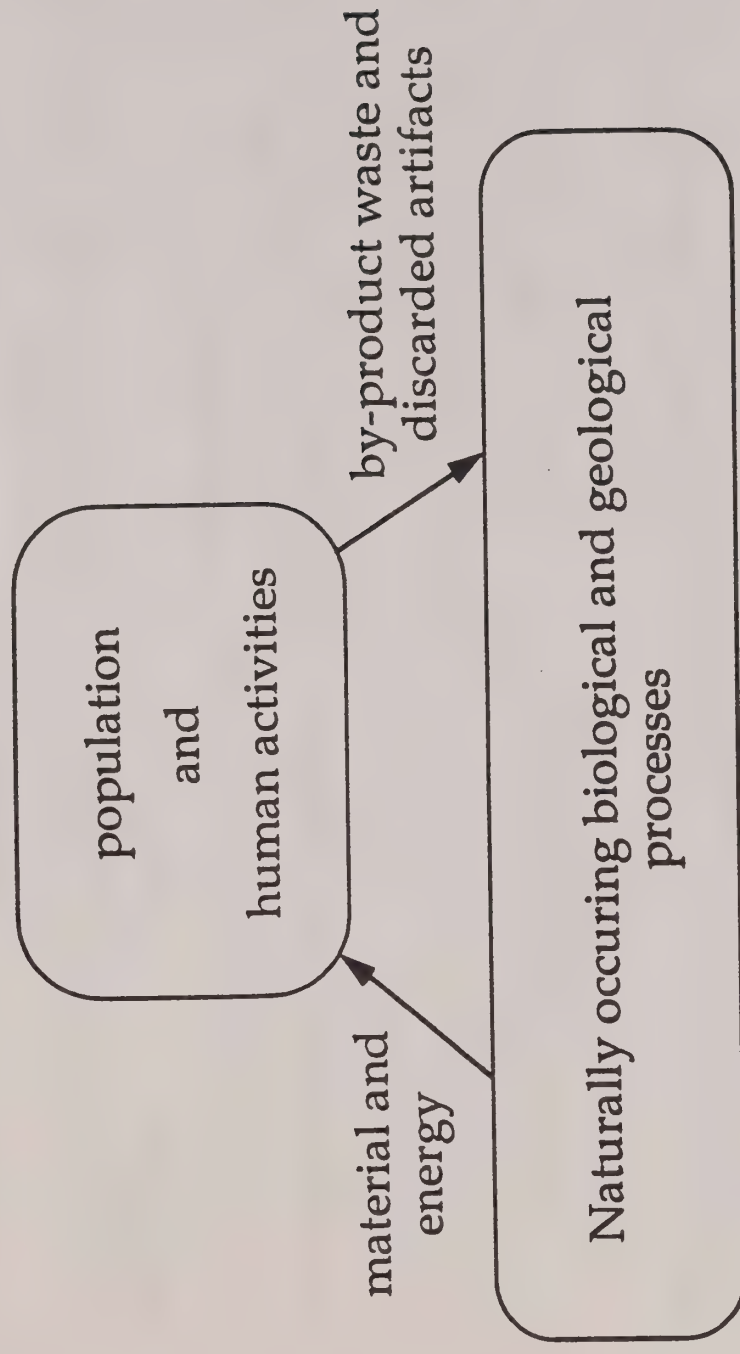 population
and
human activities
material and
energy
by-product waste and
discarded artifacts
Naturally occuring biological and geological
processes